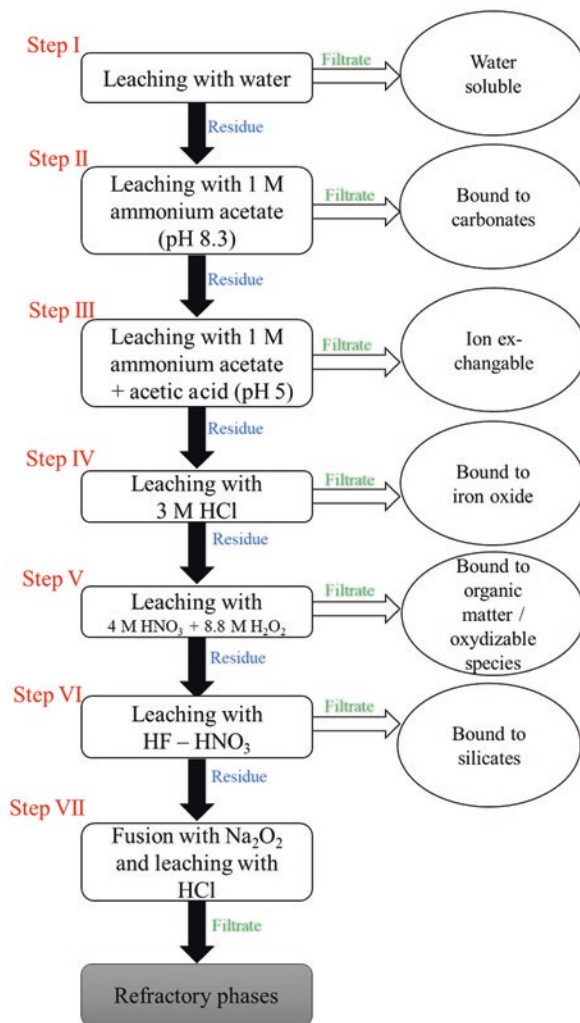 Step I
Leaching with water
Filtrate
Water
soluble
Residue
Step II
Leaching with 1 M
ammonium acetate
(pH 8.3)
Filtrate
Bound to
carbonates
Residue
Step III
Leaching with 1 M
ammonium acetate
+ acetic acid (pH 5)
Filtrate
Ion ex-
changable
Residue
Step IV
Leaching with
3 M HCl
Filtrate
Bound to
iron oxide
Residue
Step V
Leaching with
4 M HNO₃ + 8.8 M H₂O₂
Filtrate
Bound to
organic
matter /
oxydizable
species
Residue
Step VI
Leaching with
HF – HNO₃
Filtrate
Bound to
silicates
Residue
Step VII
Fusion with Na₂O₂
and leaching with
HCl
Filtrate
Refractory phases